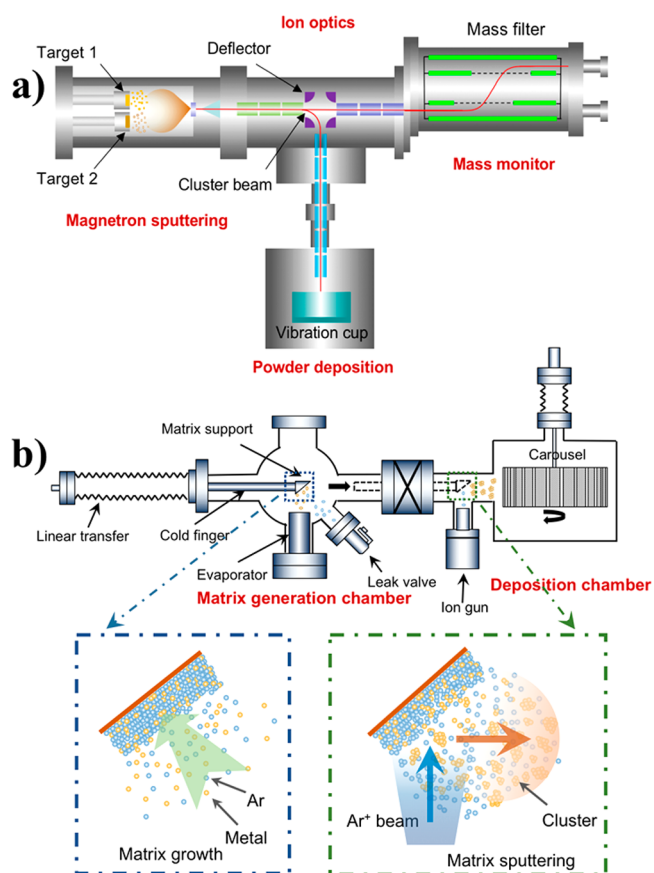 a)
Ion optics
Target 1
Deflector
Mass filter
Target 2
Cluster beam
Mass monitor
Magnetron sputtering
Vibration cup
Powder deposition
b)
Matrix support
Carousel
Linear transfer
Cold finger
Evaporator
Leak valve
Ion gun
Matrix generation chamber
Deposition chamber
Ar
Metal
Matrix growth
Ar⁺ beam
Cluster
Matrix sputtering